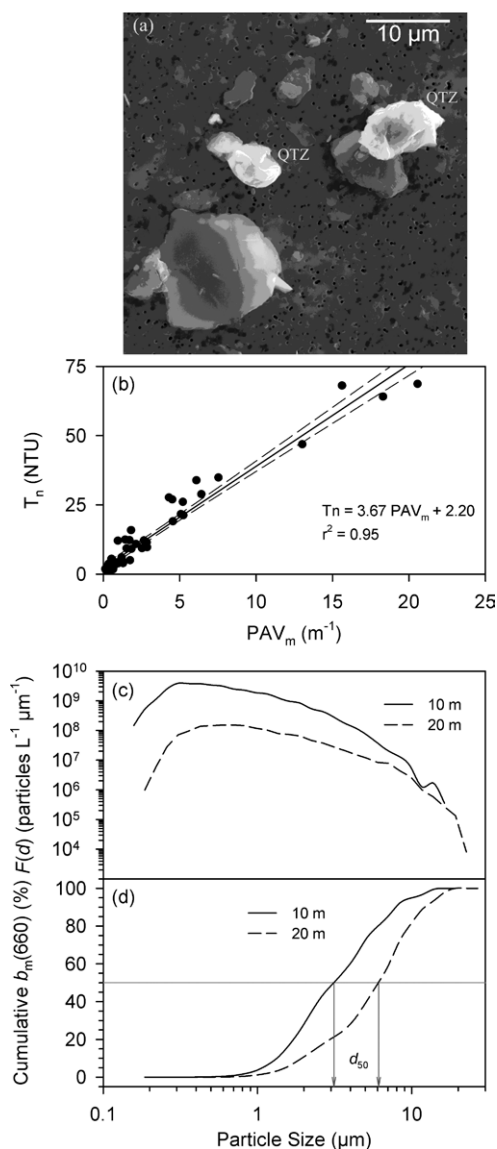 (a)
10 µm
QTZ
QTZ
(b)
75
50
25
0
Tn (NTU)
Tn = 3.67 PAVm + 2.20
r² = 0.95
0 5 10 15 20 25
PAVm (m⁻¹)
(c)
10¹⁰
10⁹
10⁸
10⁷
10⁶
10⁵
10⁴
F(d) (particles L⁻¹ µm⁻¹)
10 m
20 m
(d)
100
80
60
40
20
0
Cumulative bm(660) (%)
10 m
20 m
d₅₀
0.1 1 10
Particle Size (µm)